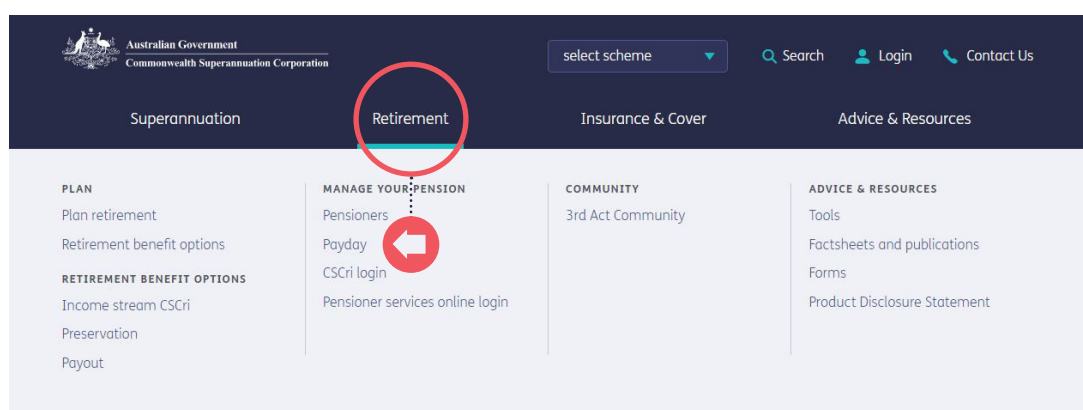 Australian Government
Commonwealth Superannuation Corporation
select scheme
Search
Login
Contact Us
Superannuation
Retirement
Insurance & Cover
Advice & Resources
PLAN
Plan retirement
Retirement benefit options
RETIREMENT BENEFIT OPTIONS
Income stream CSCri
Preservation
Payout
MANAGE YOUR PENSION
Pensioners
Payday
CSCri login
Pensioner services online login
COMMUNITY
3rd Act Community
ADVICE & RESOURCES
Tools
Factsheets and publications
Forms
Product Disclosure Statement